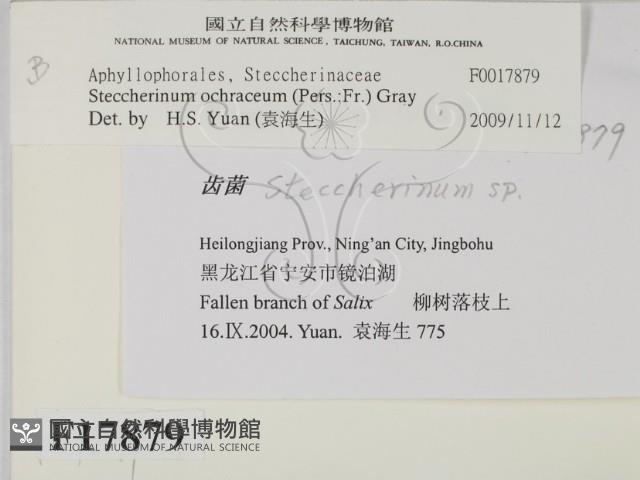 國立自然科學博物館
NATIONAL MUSEUM OF NATURAL SCIENCE, TAICHUNG, TAIWAN, R.O.CHINA
B
Aphyllophorales, Steccherinaceae F0017879
Steccherinum ochraceum (Pers.:Fr.) Gray
Det. by H.S. Yuan (袁海生) 2009/11/12
879
齿菌 Steccherinum sp.
Heilongjiang Prov., Ning'an City, Jingbohu
黑龙江省宁安市镜泊湖
Fallen branch of Salix 柳树落枝上
16.Ⅸ.2004. Yuan. 袁海生 775
F17879
國立自然科學博物館
NATIONAL MUSEUM OF NATURAL SCIENCE